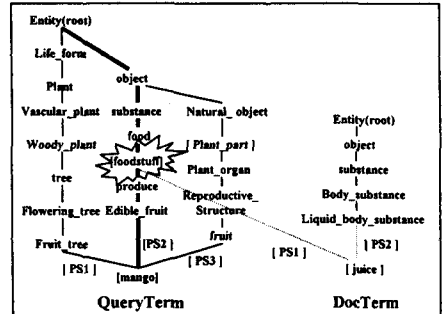 Entity(root)
Life_form
object
Plant
Vascular_plant substance Natural_object
Entity(root)
food
Woody_plant [ Plant_part ]
object
[foodstuff]
tree Plant_organ substance
produce
Reproductive_ Body_substance
Flowering_tree Edible_fruit Structure
Liquid_body_substance
Fruit_tree [PS2] fruit
[ PS1 ] [ PS3 ] [ PS1 ] [ PS2 ]
[mango] [ juice ]
QueryTerm DocTerm